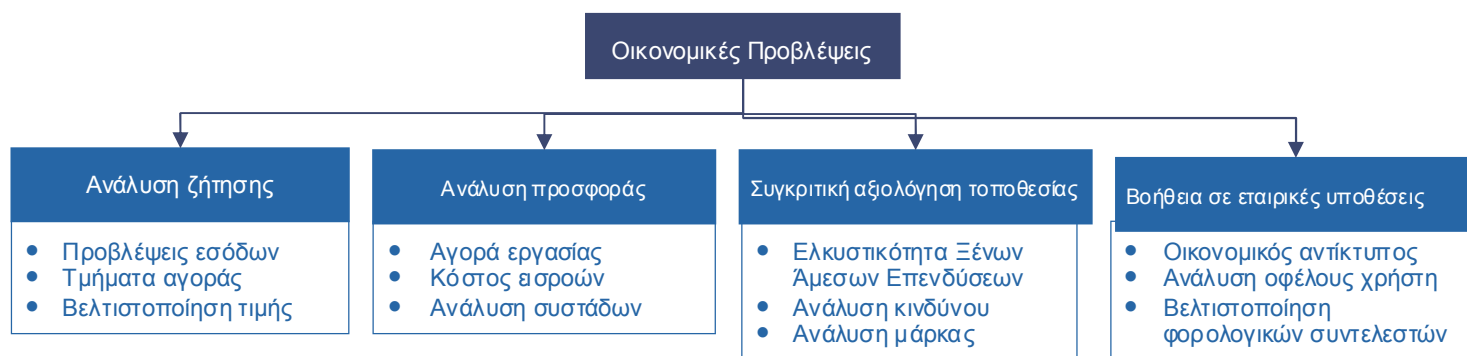 Οικονομικές Προβλέψεις
Ανάλυση ζήτησης
• Προβλέψεις εσόδων
• Τμήματα αγοράς
• Βελτιστοποίηση τιμής
Ανάλυση προσφοράς
• Αγορά εργασίας
• Κόστος εισροών
• Ανάλυση συστάδων
Συγκριτική αξιολόγηση τοποθεσίας
• Ελκυστικότητα Ξένων
Άμεσων Επενδύσεων
• Ανάλυση κινδύνου
• Ανάλυση μάρκας
Βοήθεια σε εταιρικές υποθέσεις
• Οικονομικός αντίκτυπος
• Ανάλυση οφέλους χρήστη
• Βελτιστοποίηση
φορολογικών συντελεστών